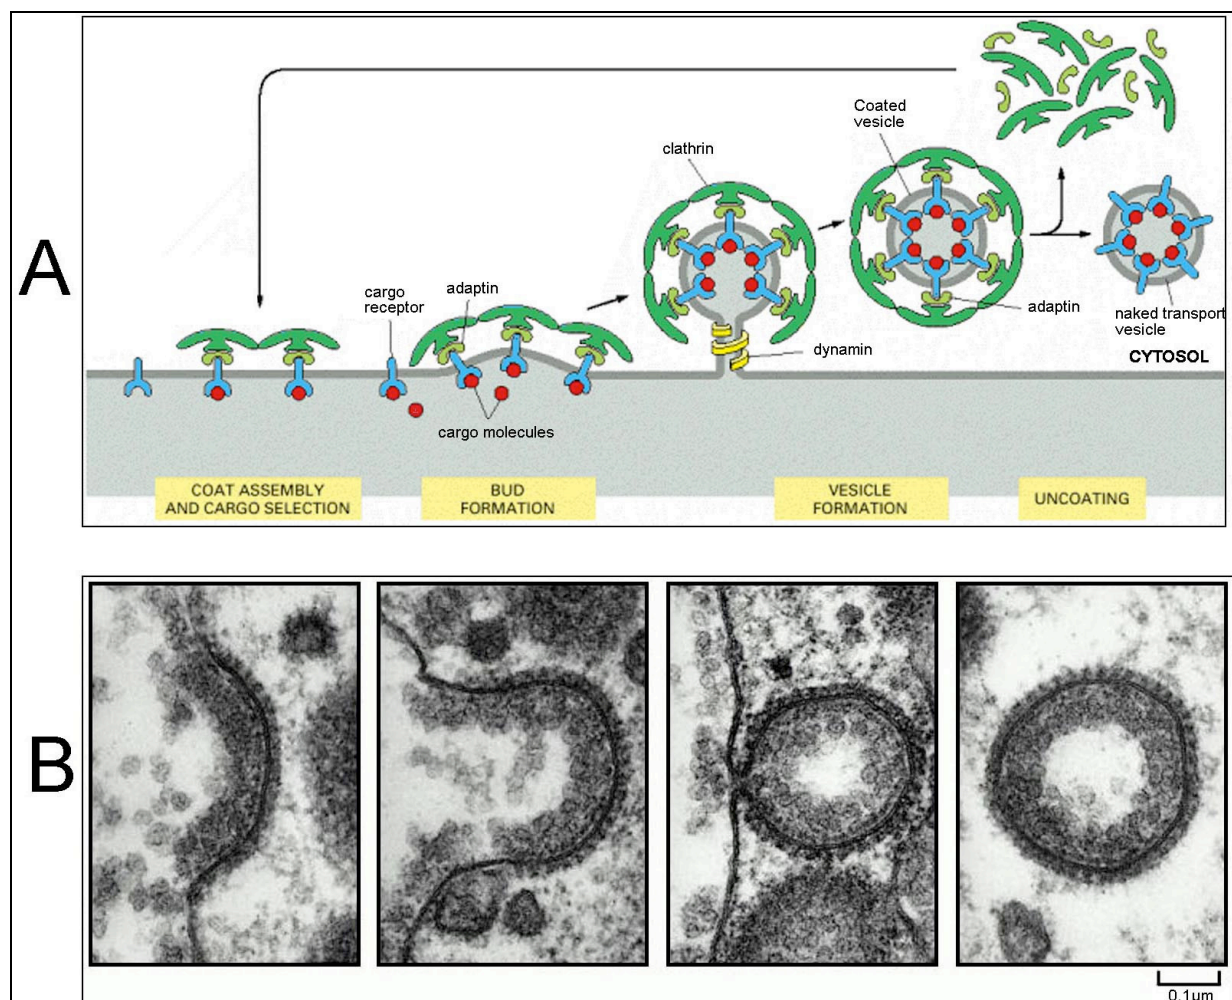 A
Coated
vesicle
clathrin
cargo
receptor
adaptin
adaptin
naked transport
vesicle
dynamin
CYTOSOL
cargo molecules
COAT ASSEMBLY
AND CARGO SELECTION
BUD
FORMATION
VESICLE
FORMATION
UNCOATING
B
0.1µm